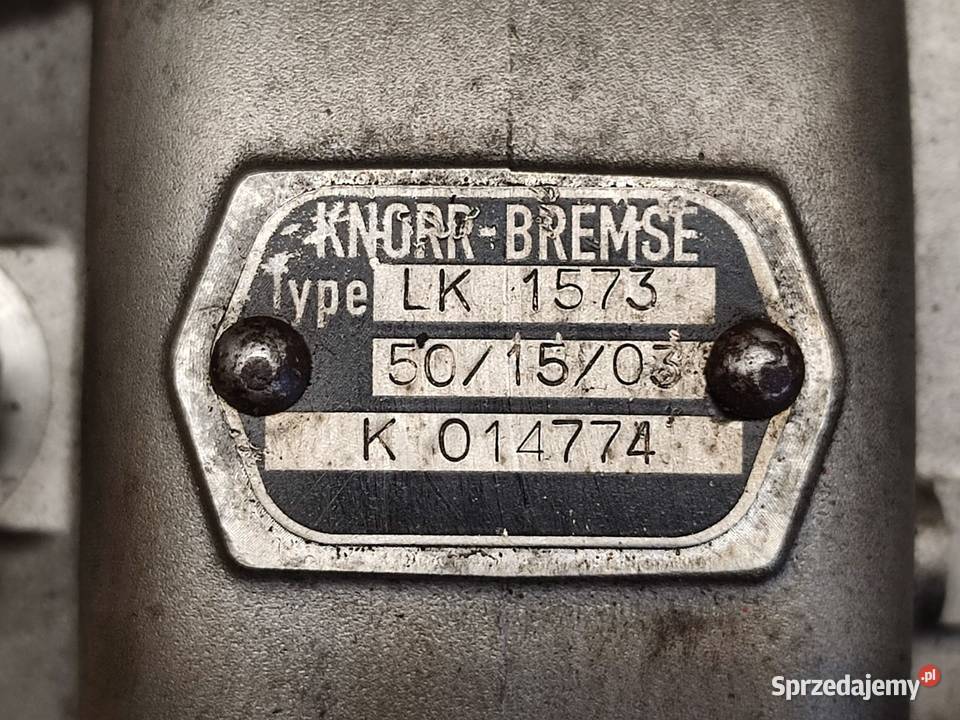 KNORR-BREMSE
Type LK 1573
50/15/03
K 014774
Sprzedajemy.pl